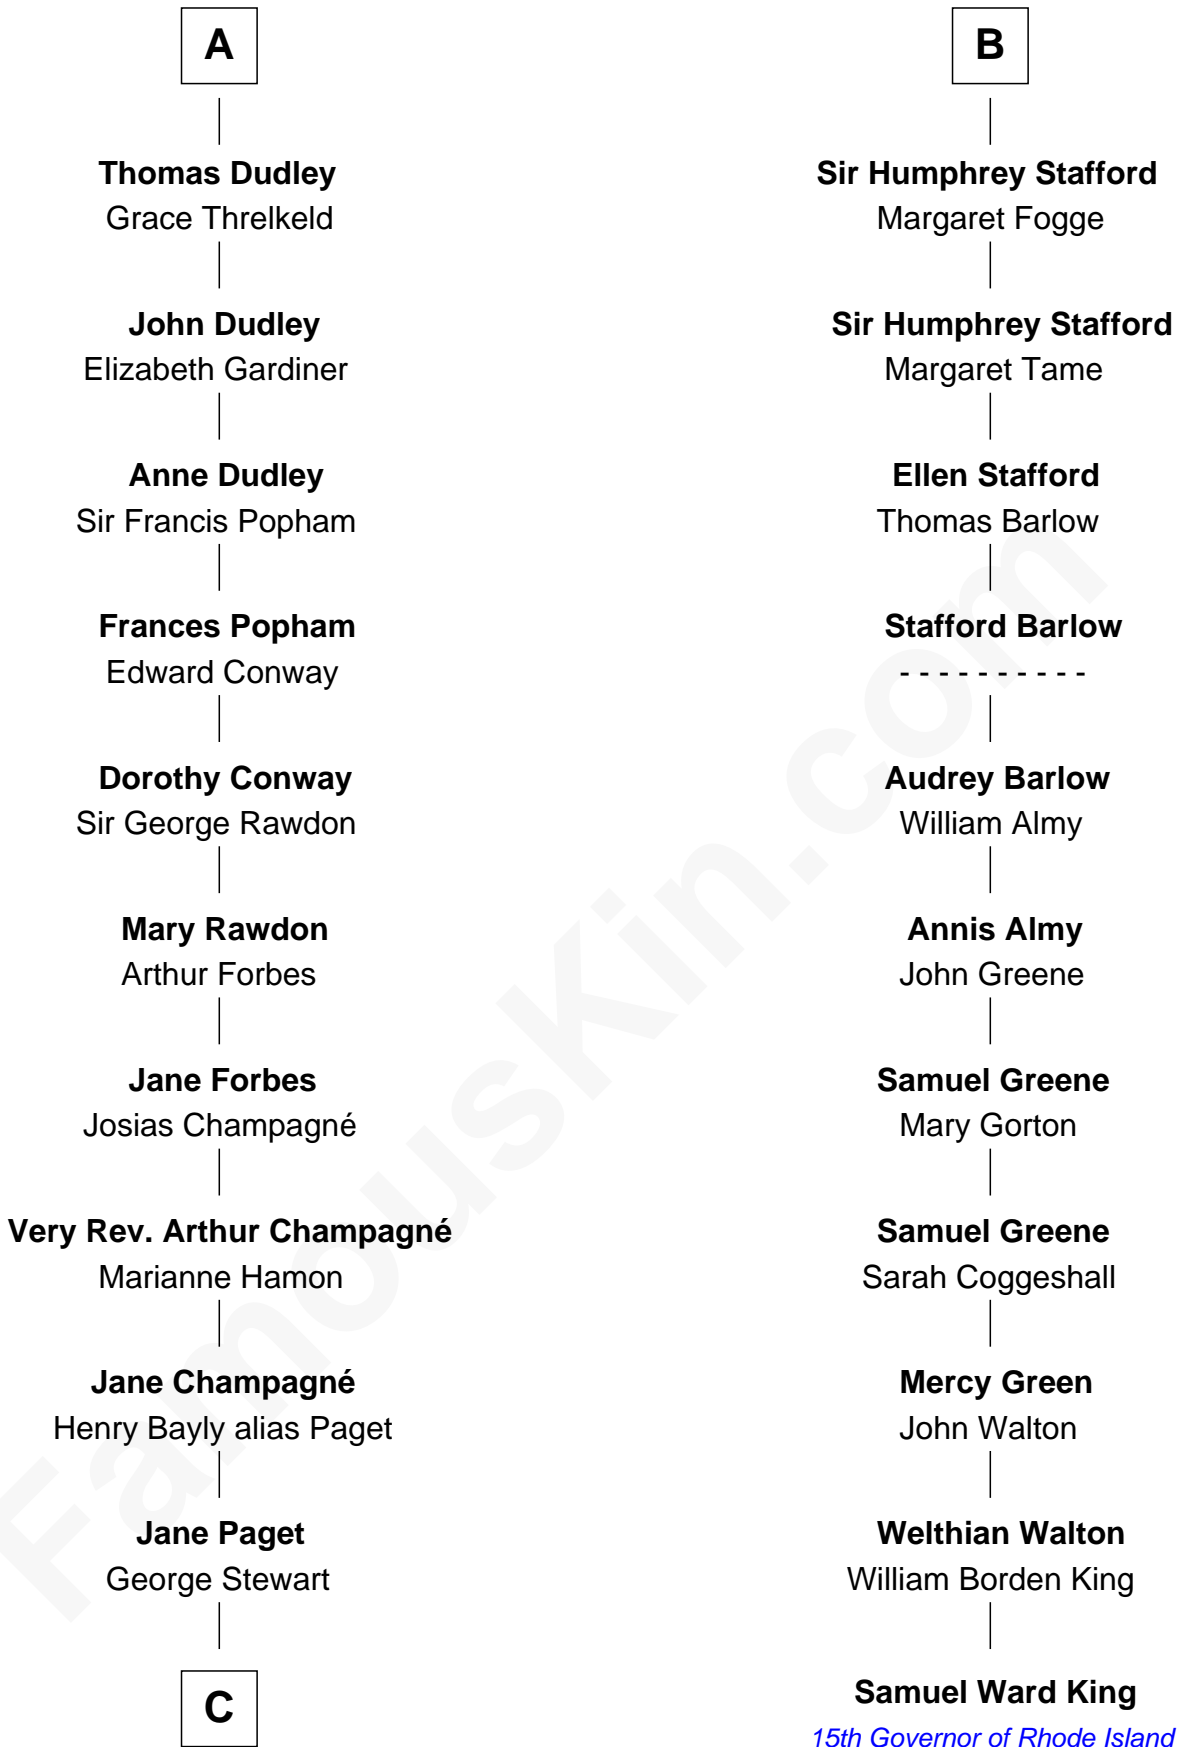 A
Thomas Dudley
Grace Threlkeld
John Dudley
Elizabeth Gardiner
Anne Dudley
Sir Francis Popham
Frances Popham
Edward Conway
Dorothy Conway
Sir George Rawdon
Mary Rawdon
Arthur Forbes
Jane Forbes
Josias Champagné
Very Rev. Arthur Champagné
Marianne Hamon
Jane Champagné
Henry Bayly alias Paget
Jane Paget
George Stewart
C
B
Sir Humphrey Stafford
Margaret Fogge
Sir Humphrey Stafford
Margaret Tame
Ellen Stafford
Thomas Barlow
Stafford Barlow
- - - - - - - - - -
Audrey Barlow
William Almy
Annis Almy
John Greene
Samuel Greene
Mary Gorton
Samuel Greene
Sarah Coggeshall
Mercy Green
John Walton
Welthian Walton
William Borden King
Samuel Ward King
15th Governor of Rhode Island
FamousKin.com